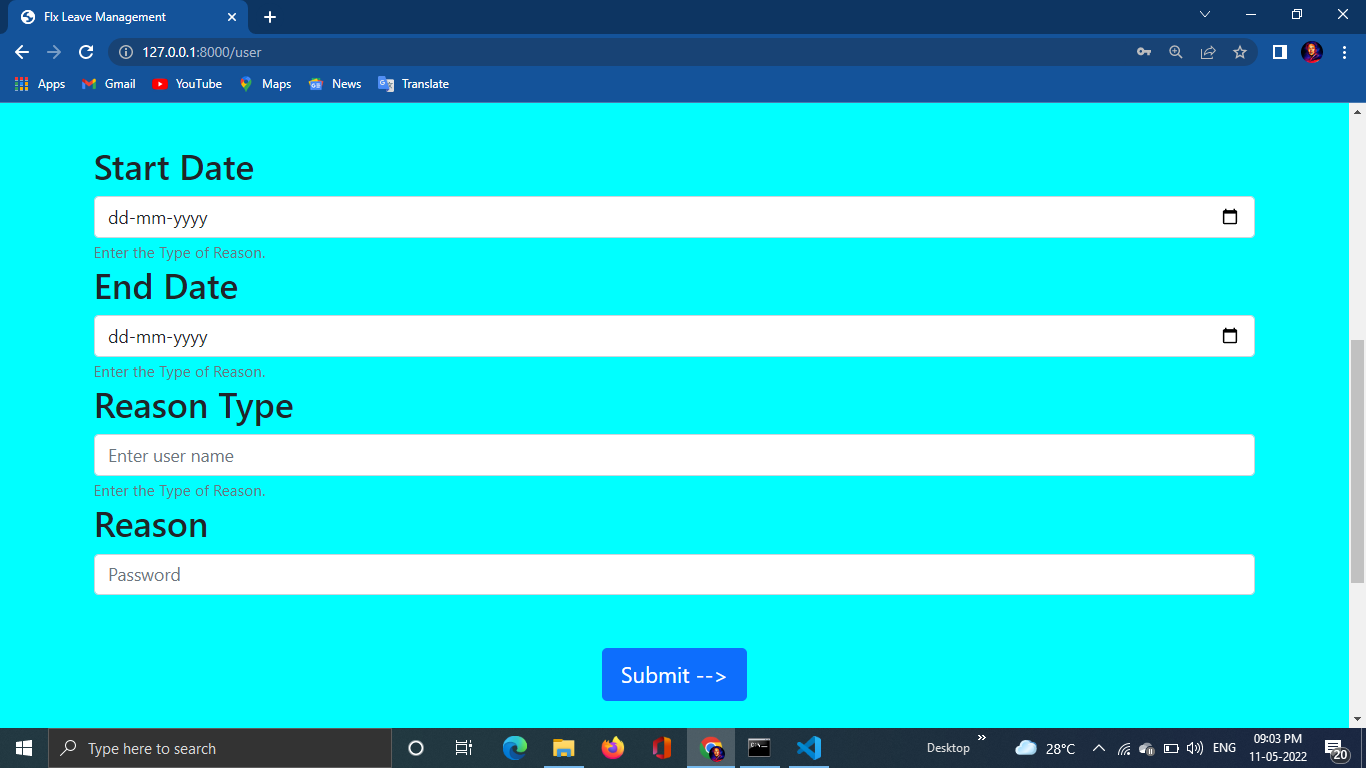 Flx Leave Management
127.0.0.1:8000/user
Apps Gmail YouTube Maps News Translate
Start Date
dd-mm-yyyy
Enter the Type of Reason.
End Date
dd-mm-yyyy
Enter the Type of Reason.
Reason Type
Enter user name
Enter the Type of Reason.
Reason
Password
Submit -->
Type here to search
Desktop
28°C
ENG
09:03 PM
11-05-2022
20